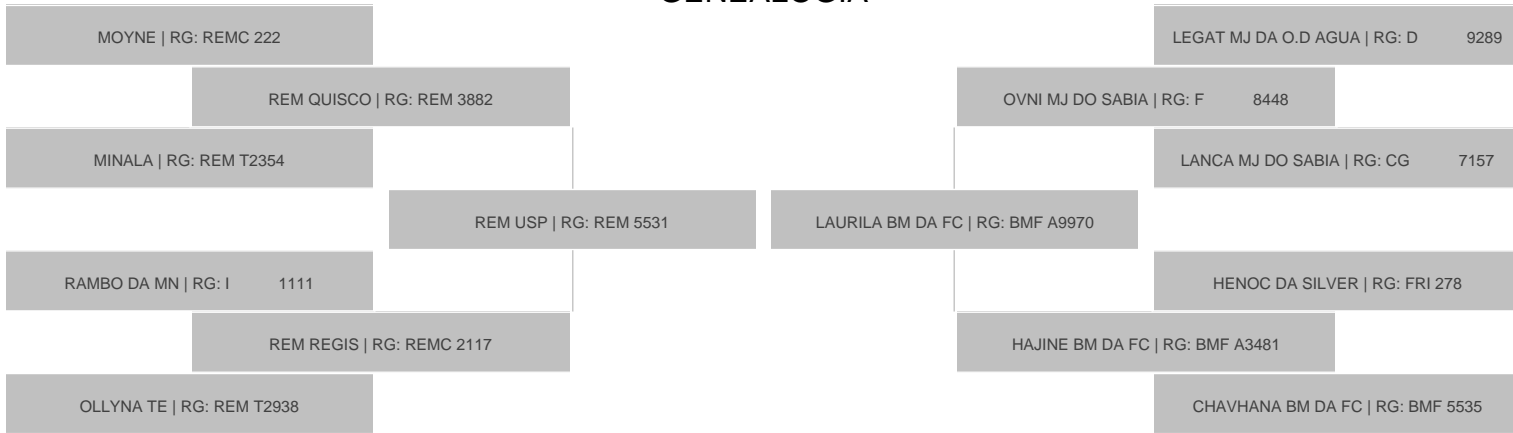 GENEALOGIA
MOYNE | RG: REMC 222
LEGAT MJ DA O.D AGUA | RG: D 9289
REM QUISCO | RG: REM 3882
OVNI MJ DO SABIA | RG: F 8448
MINALA | RG: REM T2354
LANCA MJ DO SABIA | RG: CG 7157
REM USP | RG: REM 5531
LAURILA BM DA FC | RG: BMF A9970
RAMBO DA MN | RG: I 1111
HENOC DA SILVER | RG: FRI 278
REM REGIS | RG: REMC 2117
HAJINE BM DA FC | RG: BMF A3481
OLLYNA TE | RG: REM T2938
CHAVHANA BM DA FC | RG: BMF 5535